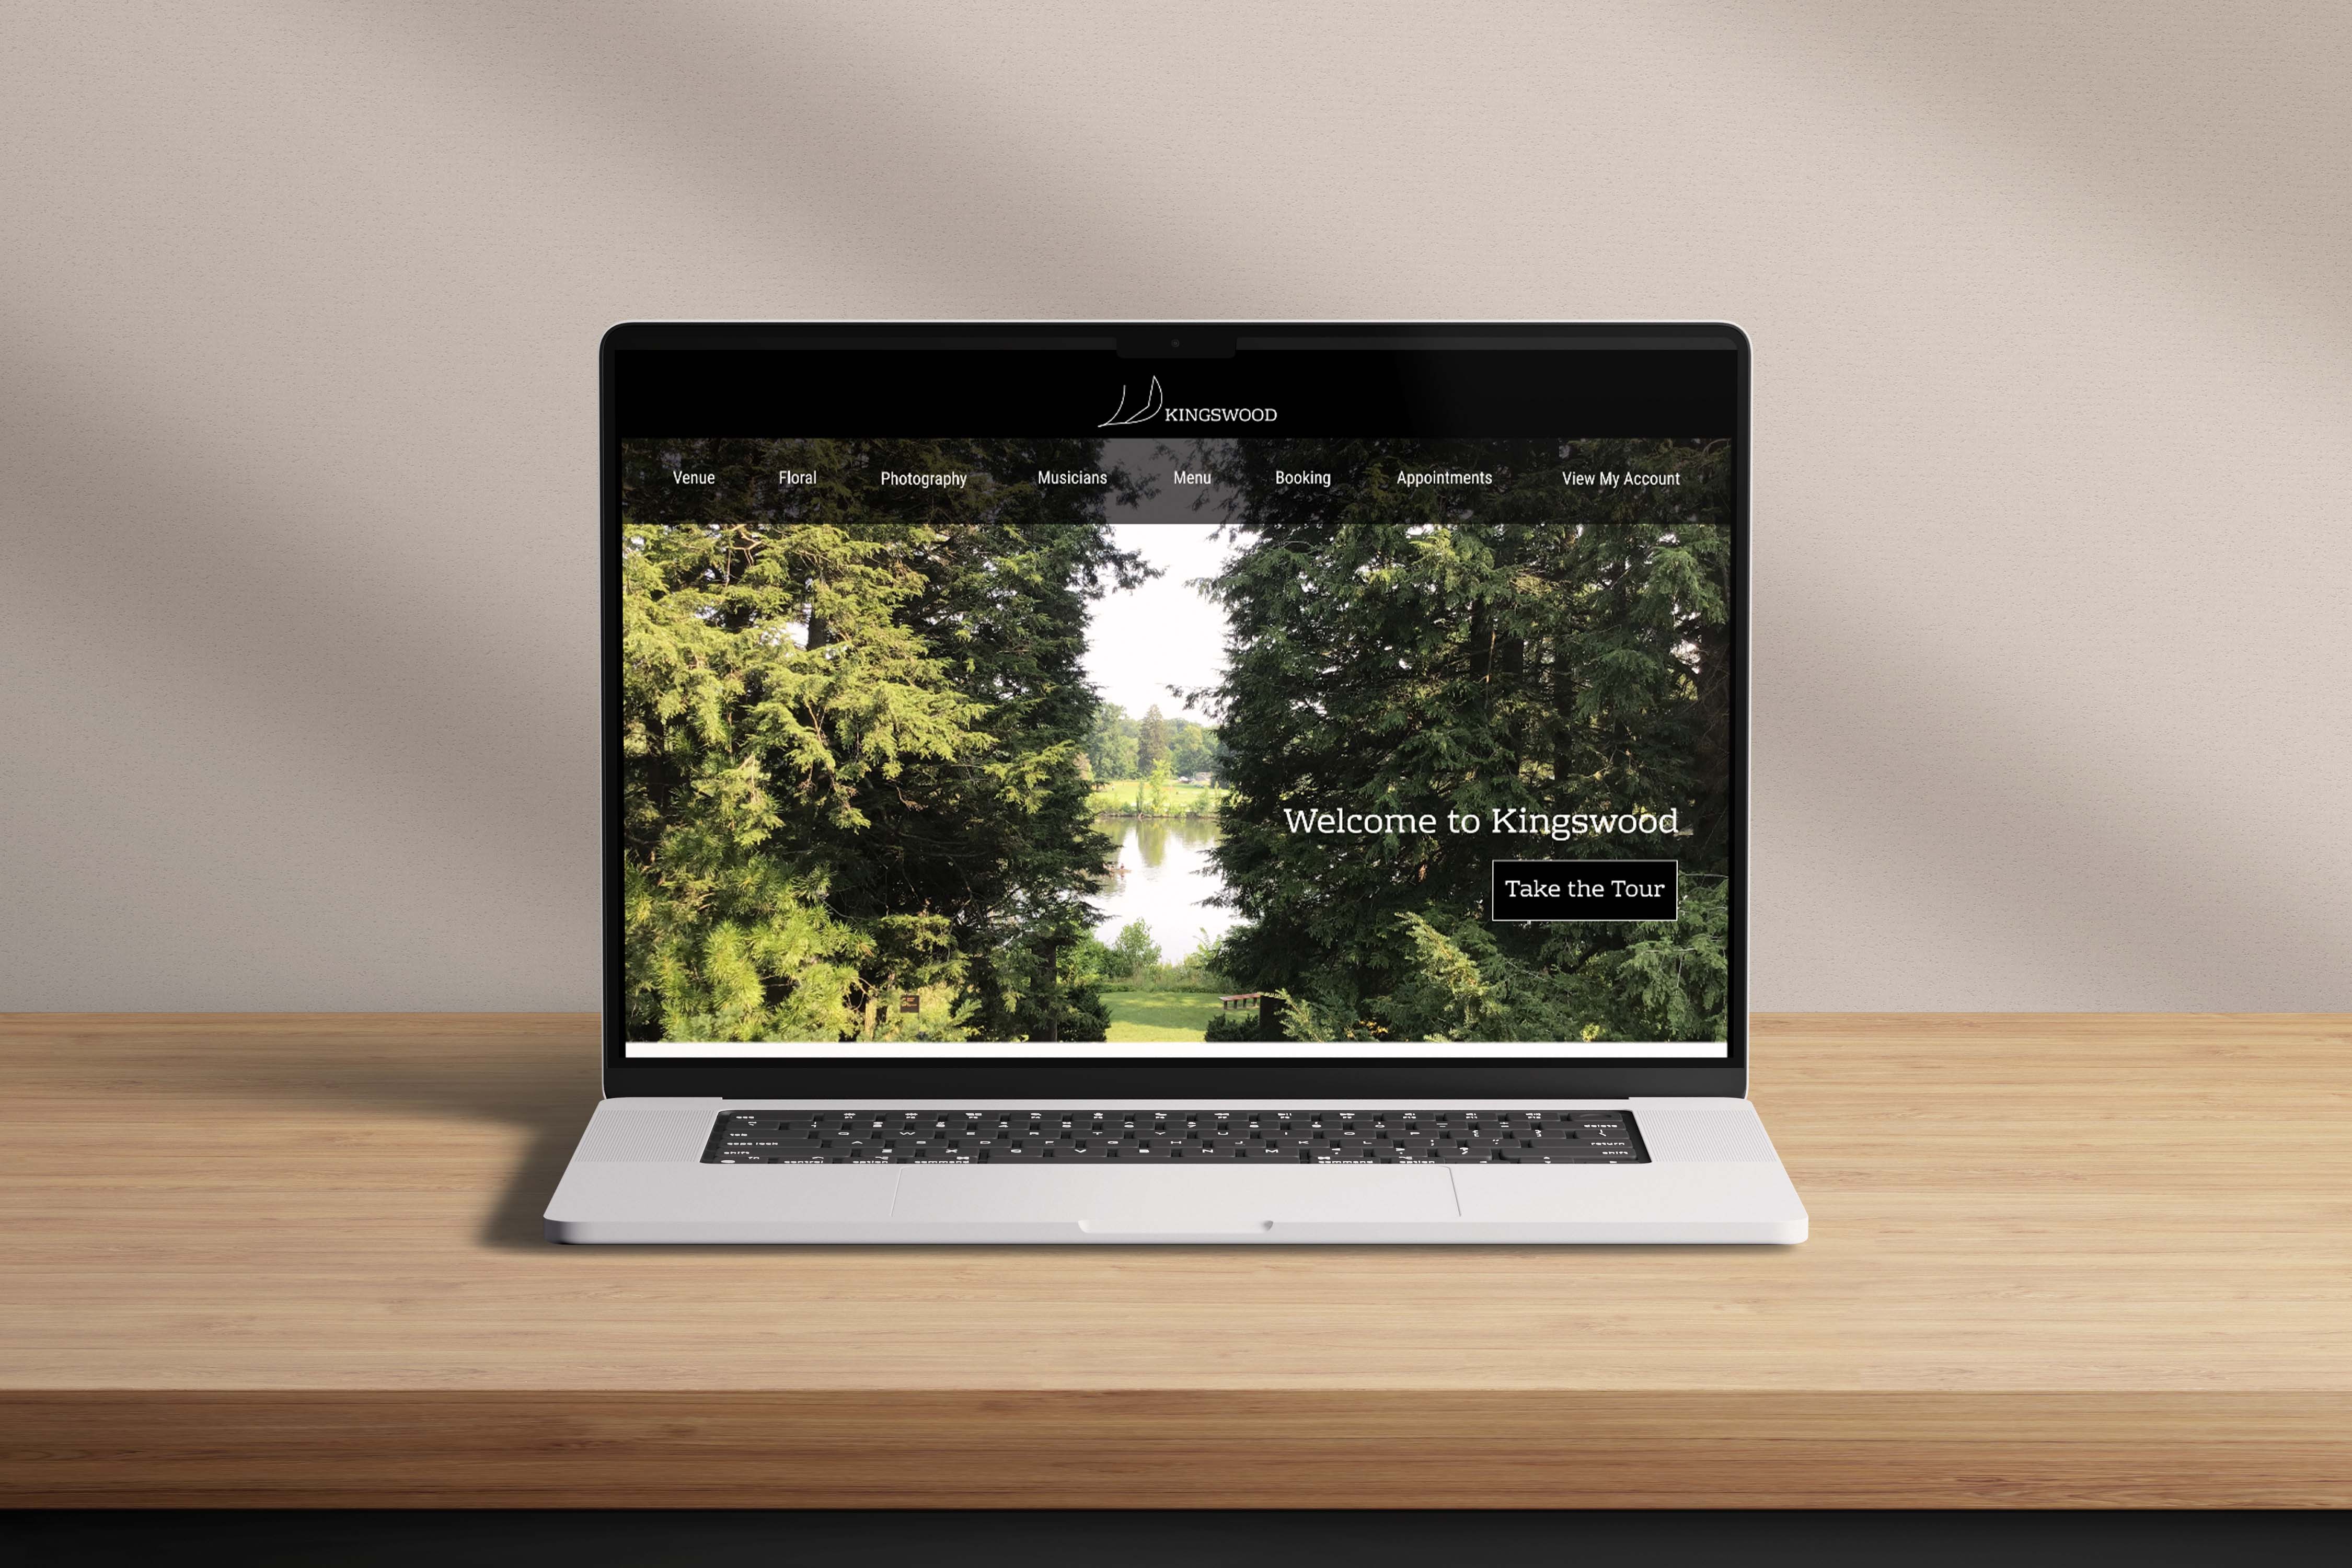 KINGSWOOD
Venue Floral Photography Musicians Menu Booking Appointments View My Account
Welcome to Kingswood
Take the Tour